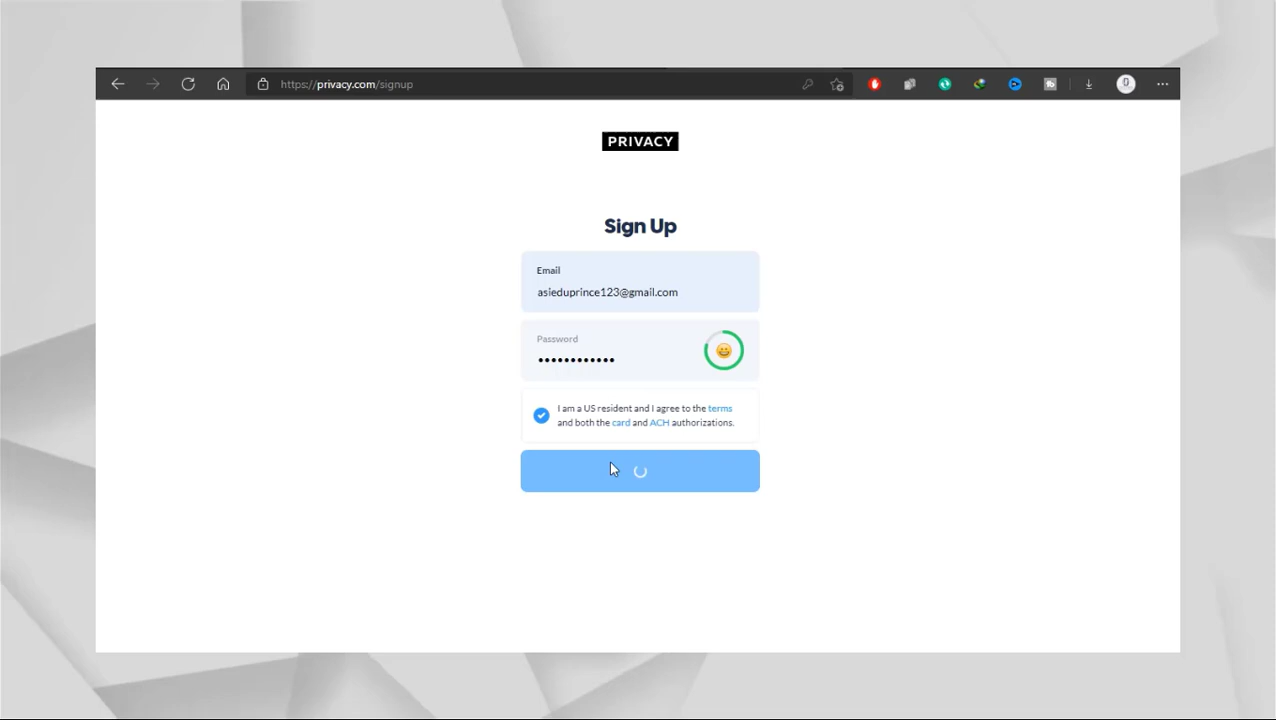 https://privacy.com/signup
PRIVACY
Sign Up
Email
asieduprince123@gmail.com
Password
••••••••••••
I am a US resident and I agree to the terms
and both the card and ACH authorizations.